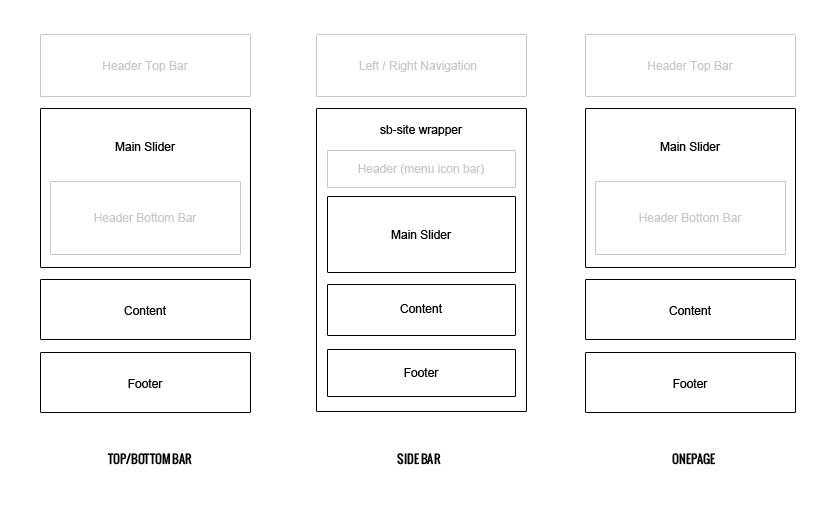 Header Top Bar
Main Slider
Header Bottom Bar
Content
Footer
TOP/BOTTOM BAR
Left / Right Navigation
sb-site wrapper
Header (menu icon bar)
Main Slider
Content
Footer
SIDE BAR
Header Top Bar
Main Slider
Header Bottom Bar
Content
Footer
ONEPAGE